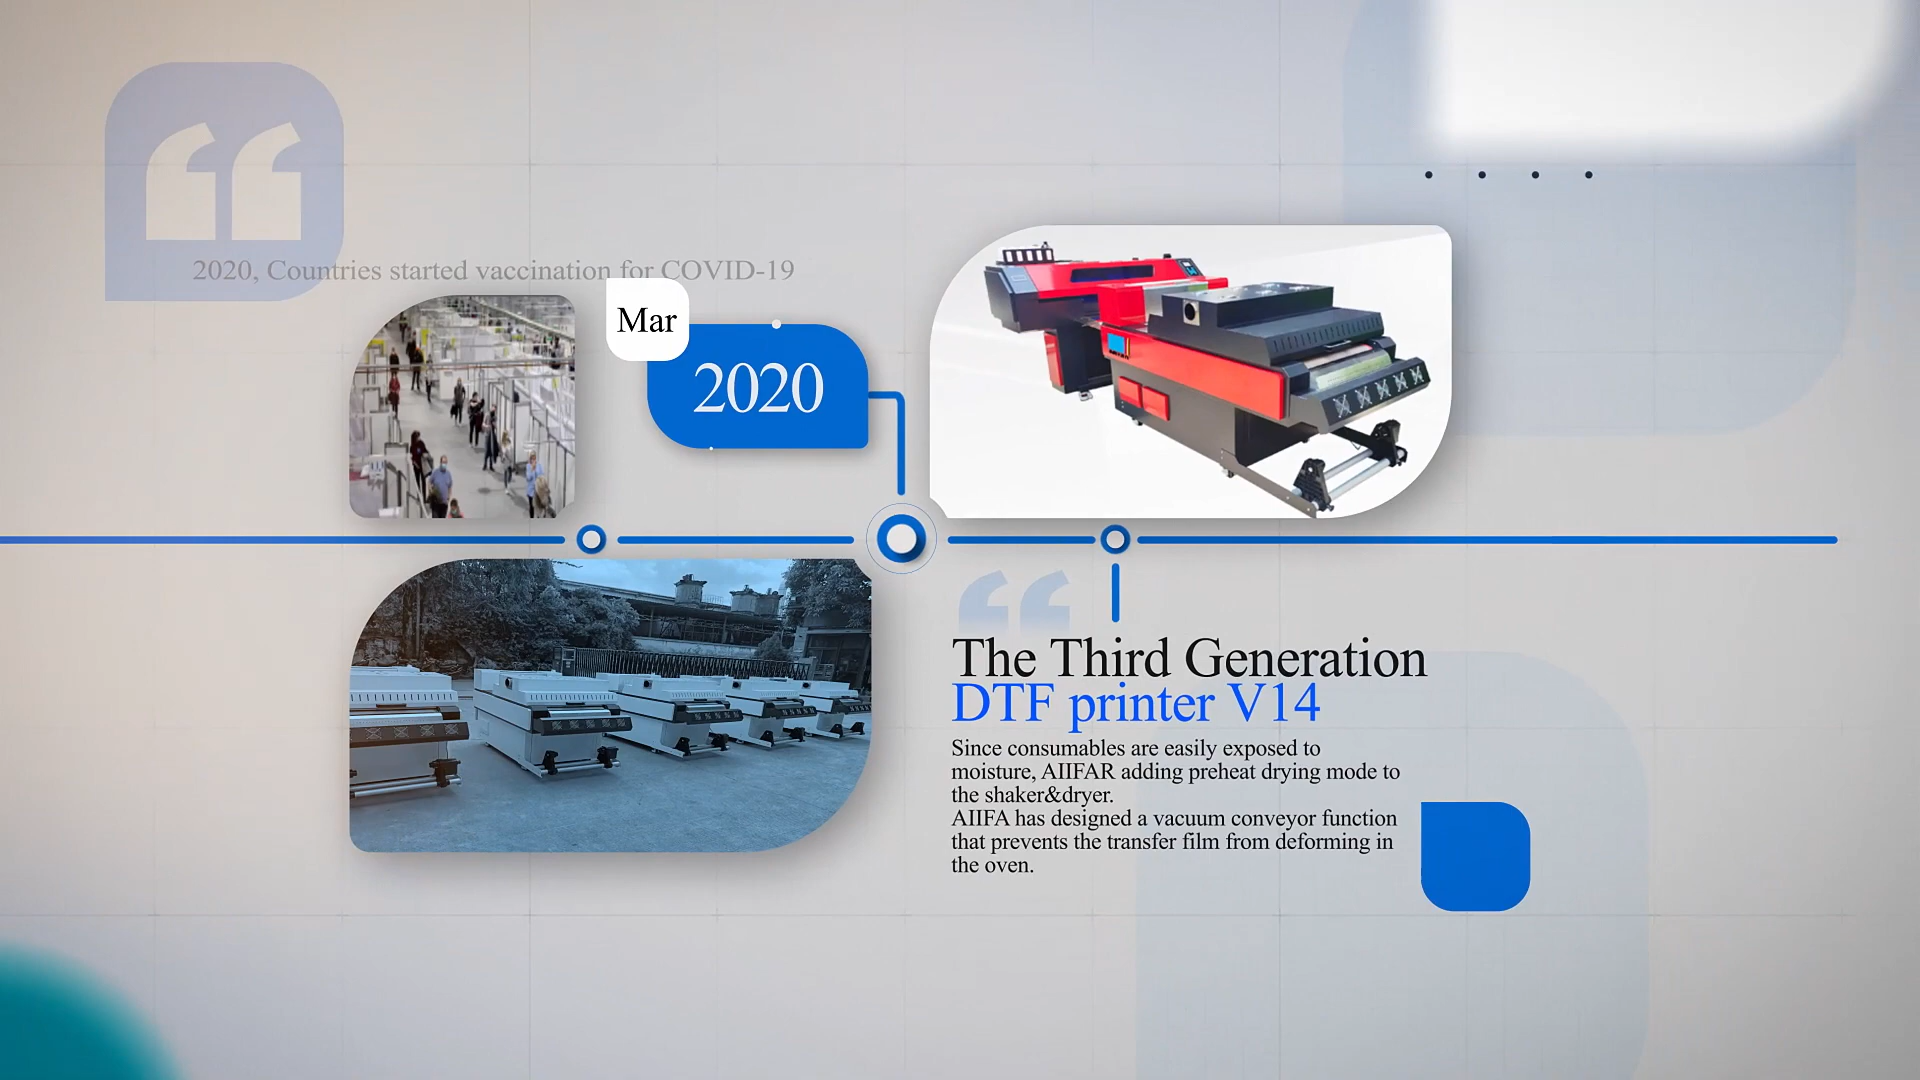 2020, Countries started vaccination for COVID-19
Mar
2020
The Third Generation
DTF printer V14
Since consumables are easily exposed to
moisture, AIIFAR adding preheat drying mode to
the shaker&dryer.
AIIFA has designed a vacuum conveyor function
that prevents the transfer film from deforming in
the oven.